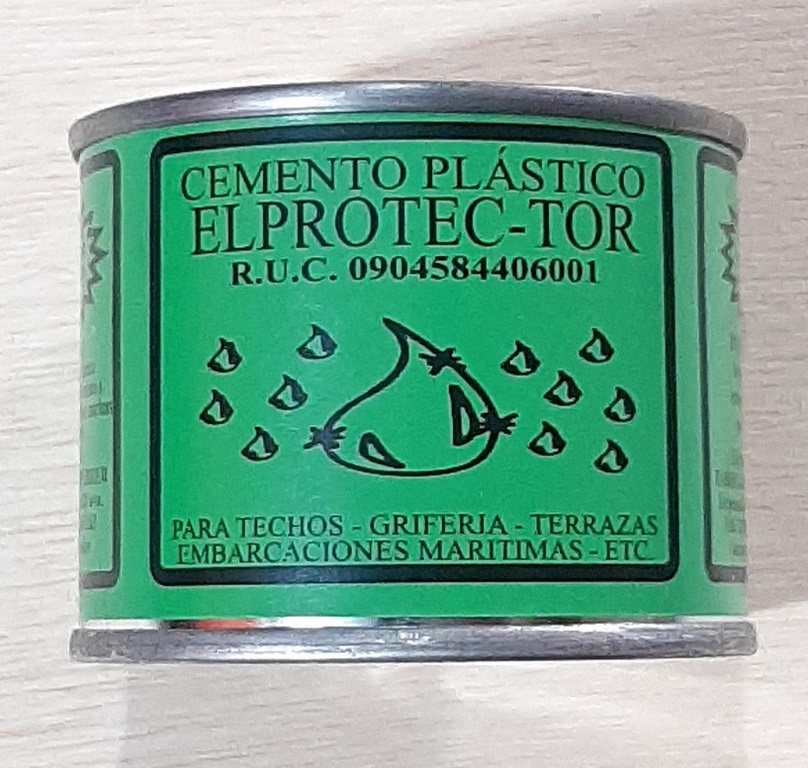 CEMENTO PLÁSTICO
ELPROTEC-TOR
R.U.C. 0904584406001
PARA TECHOS - GRIFERIA - TERRAZAS
EMBARCACIONES MARITIMAS - ETC.